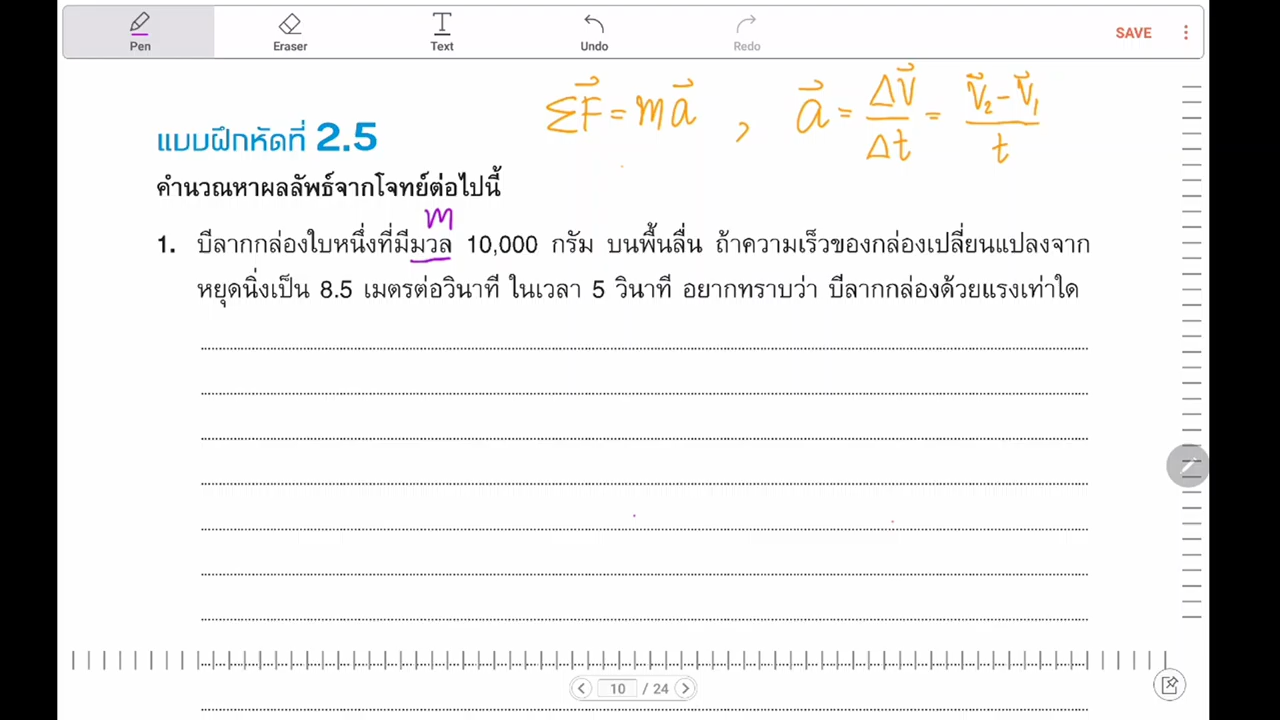 Pen
Eraser
Text
Undo
Redo
SAVE
ΣF⃗ = ma⃗ , a⃗ = Δv⃗/Δt = (v⃗₂ - v⃗₁)/t
แบบฝึกหัดที่ 2.5
คำนวณหาผลลัพธ์จากโจทย์ต่อไปนี้
m
1. บีลากกล่องใบหนึ่งที่มีมวล 10,000 กรัม บนพื้นลื่น ถ้าความเร็วของกล่องเปลี่ยนแปลงจาก
หยุดนิ่งเป็น 8.5 เมตรต่อวินาที ในเวลา 5 วินาที อยากทราบว่า บีลากกล่องด้วยแรงเท่าใด
10 / 24